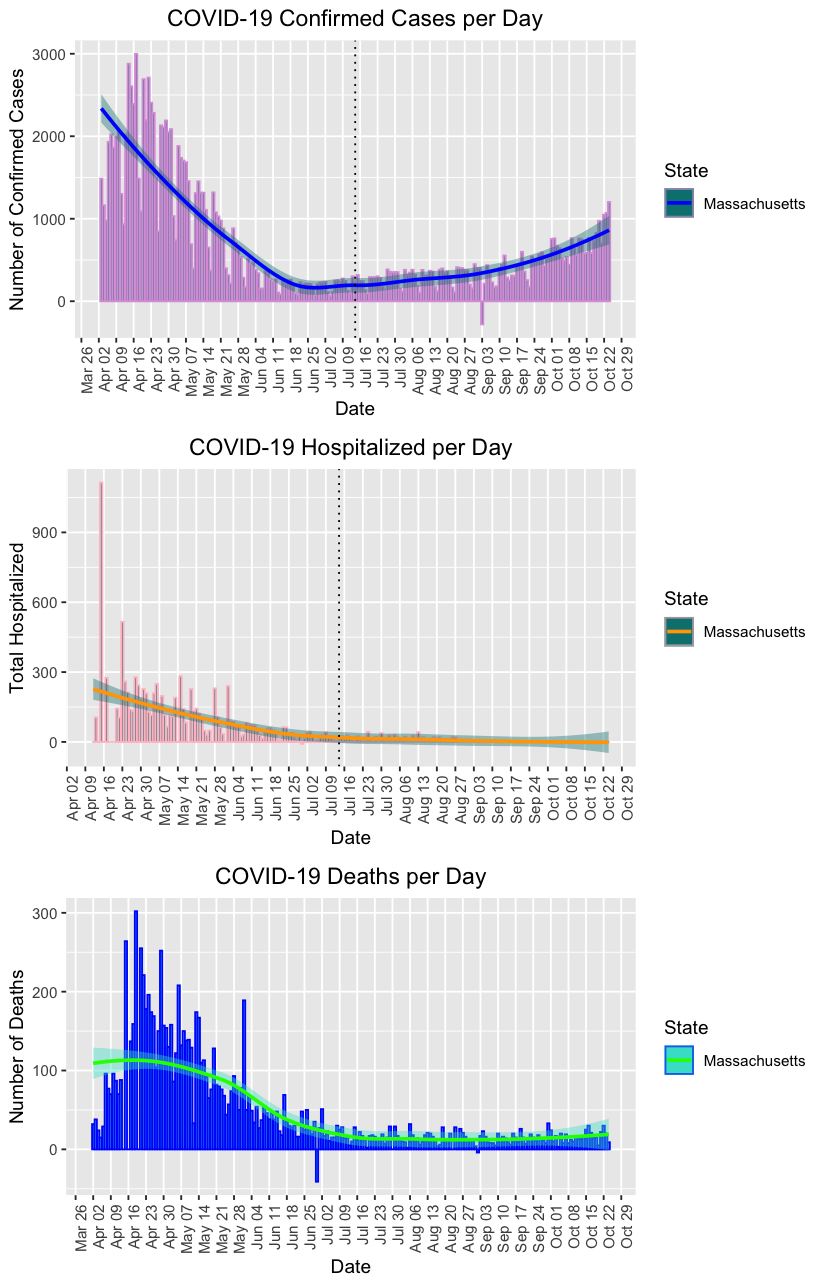 COVID-19 Confirmed Cases per Day
Number of Confirmed Cases
3000
2000
1000
0
Mar 26
Apr 02
Apr 09
Apr 16
Apr 23
Apr 30
May 07
May 14
May 21
May 28
Jun 04
Jun 11
Jun 18
Jun 25
Jul 02
Jul 09
Jul 16
Jul 23
Jul 30
Aug 06
Aug 13
Aug 20
Aug 27
Sep 03
Sep 10
Sep 17
Sep 24
Oct 01
Oct 08
Oct 15
Oct 22
Oct 29
Date
State
Massachusetts
COVID-19 Hospitalized per Day
Total Hospitalized
900
600
300
0
Apr 02
Apr 09
Apr 16
Apr 23
Apr 30
May 07
May 14
May 21
May 28
Jun 04
Jun 11
Jun 18
Jun 25
Jul 02
Jul 09
Jul 16
Jul 23
Jul 30
Aug 06
Aug 13
Aug 20
Aug 27
Sep 03
Sep 10
Sep 17
Sep 24
Oct 01
Oct 08
Oct 15
Oct 22
Oct 29
Date
State
Massachusetts
COVID-19 Deaths per Day
Number of Deaths
300
200
100
0
Mar 26
Apr 02
Apr 09
Apr 16
Apr 23
Apr 30
May 07
May 14
May 21
May 28
Jun 04
Jun 11
Jun 18
Jun 25
Jul 02
Jul 09
Jul 16
Jul 23
Jul 30
Aug 06
Aug 13
Aug 20
Aug 27
Sep 03
Sep 10
Sep 17
Sep 24
Oct 01
Oct 08
Oct 15
Oct 22
Oct 29
Date
State
Massachusetts